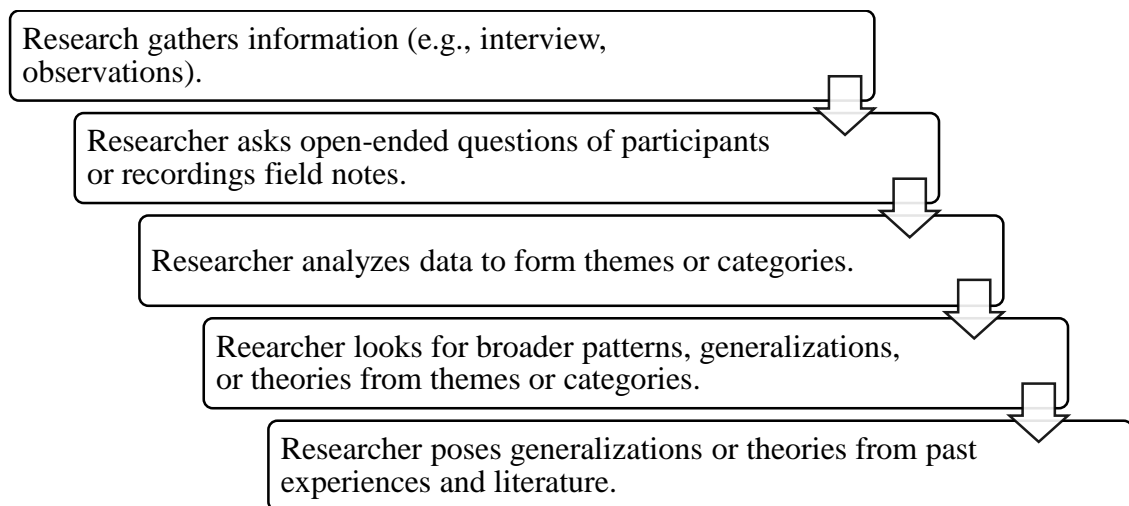 Research gathers information (e.g., interview,
observations).
Researcher asks open-ended questions of participants
or recordings field notes.
Researcher analyzes data to form themes or categories.
Reearcher looks for broader patterns, generalizations,
or theories from themes or categories.
Researcher poses generalizations or theories from past
experiences and literature.